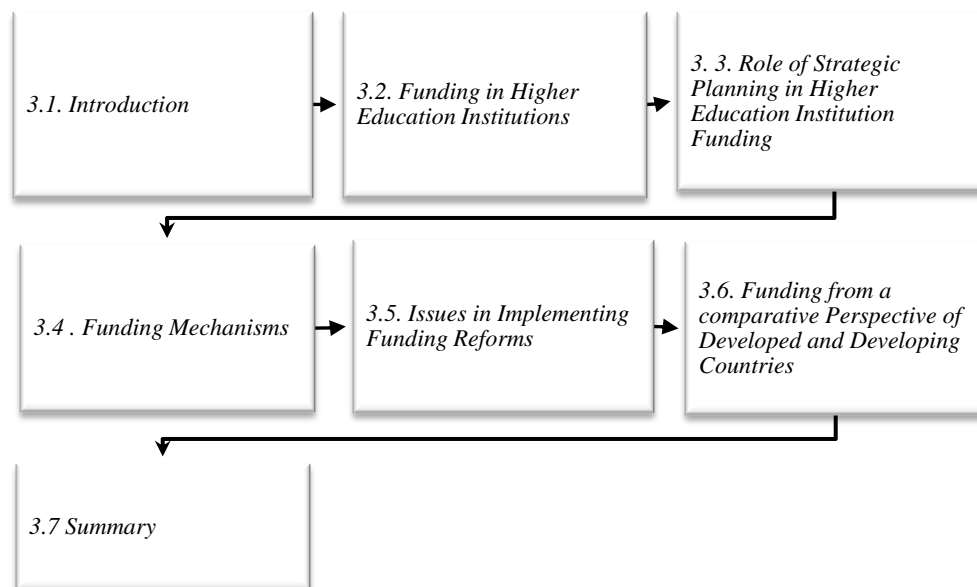 3.1. Introduction
3.2. Funding in Higher
Education Institutions
3. 3. Role of Strategic
Planning in Higher
Education Institution
Funding
3.4 . Funding Mechanisms
3.5. Issues in Implementing
Funding Reforms
3.6. Funding from a
comparative Perspective of
Developed and Developing
Countries
3.7 Summary